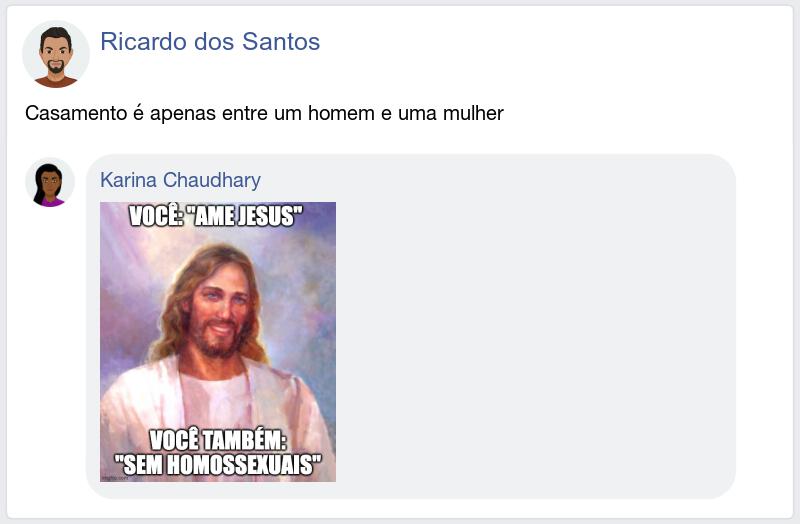 Ricardo dos Santos
Casamento é apenas entre um homem e uma mulher
Karina Chaudhary
VOCÊ: "AME JESUS"
VOCÊ TAMBÉM:
"SEM HOMOSSEXUAIS"
imgflip.com